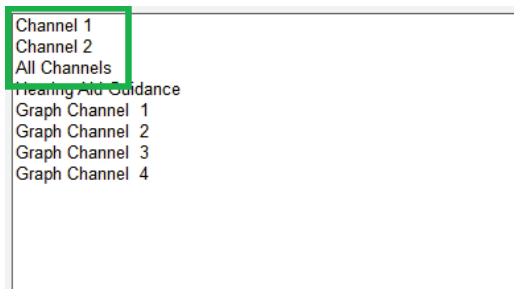 Channel 1
Channel 2
All Channels
Hearing Aid Guidance
Graph Channel 1
Graph Channel 2
Graph Channel 3
Graph Channel 4